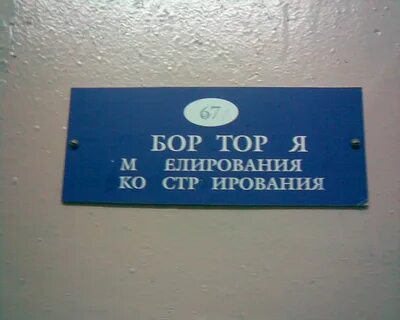 67
БОР ТОР Я
М ЕЛИРОВАНИЯ
КО СТР ИРОВАНИЯ